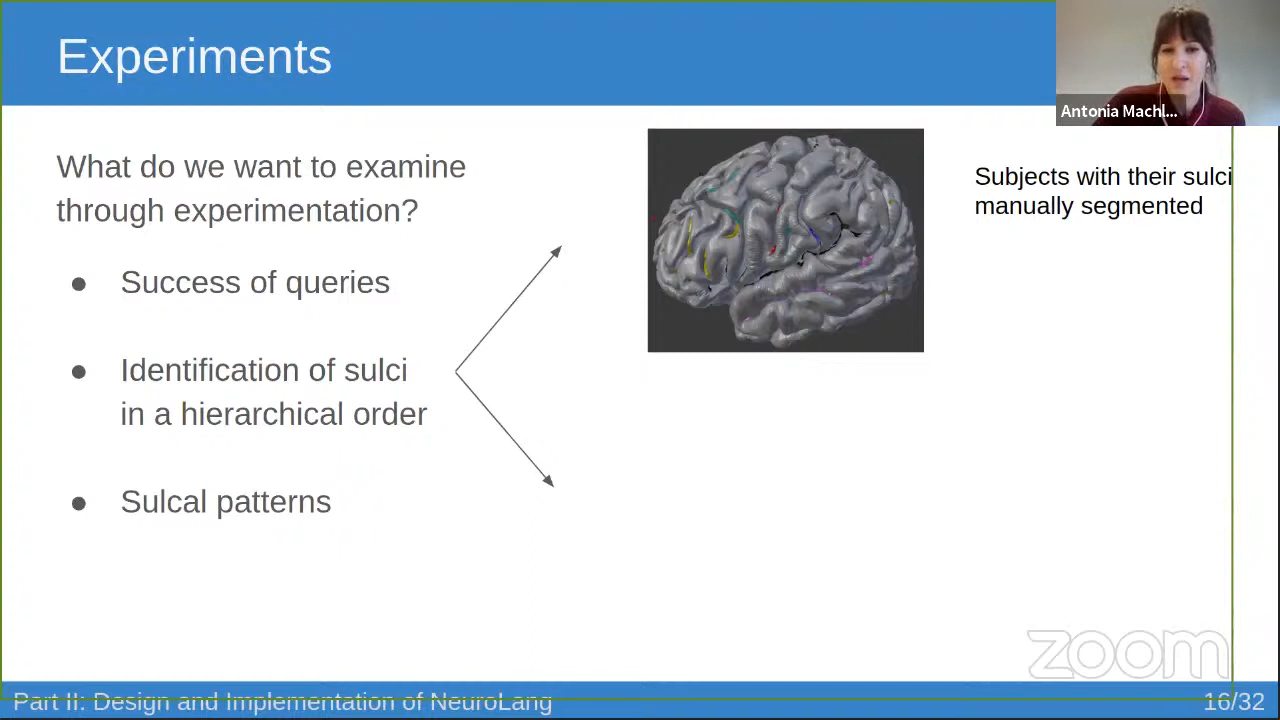 Experiments
Antonia Machl...
What do we want to examine
through experimentation?
● Success of queries
● Identification of sulci
in a hierarchical order
● Sulcal patterns
Subjects with their sulci
manually segmented
zoom
Part II: Design and Implementation of NeuroLang
16/32